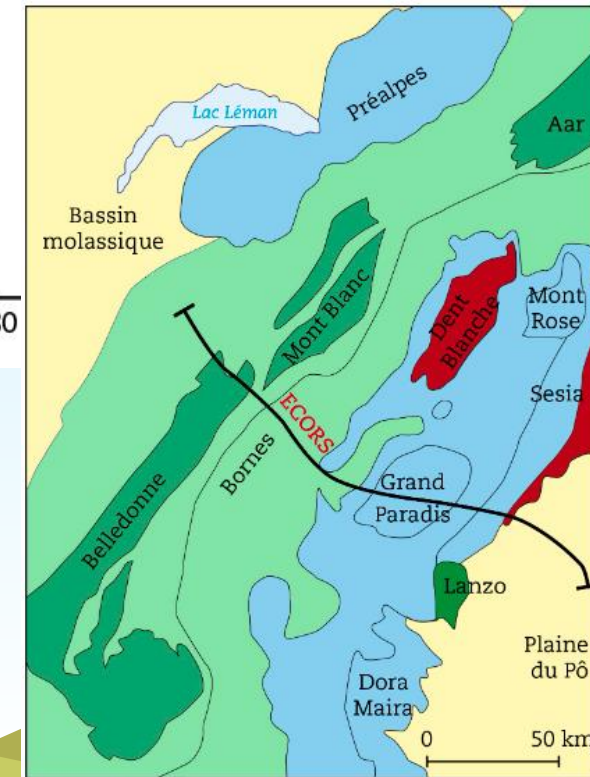 Préalpes
Lac Léman
Aar
Bassin
molassique
Mont Blanc
Dent
Blanche
Mont
Rose
Sesia
ECORS
Bornes
Grand
Paradis
Belledonne
Lanzo
Plaine
du Pô
Dora
Maira
0 50 km